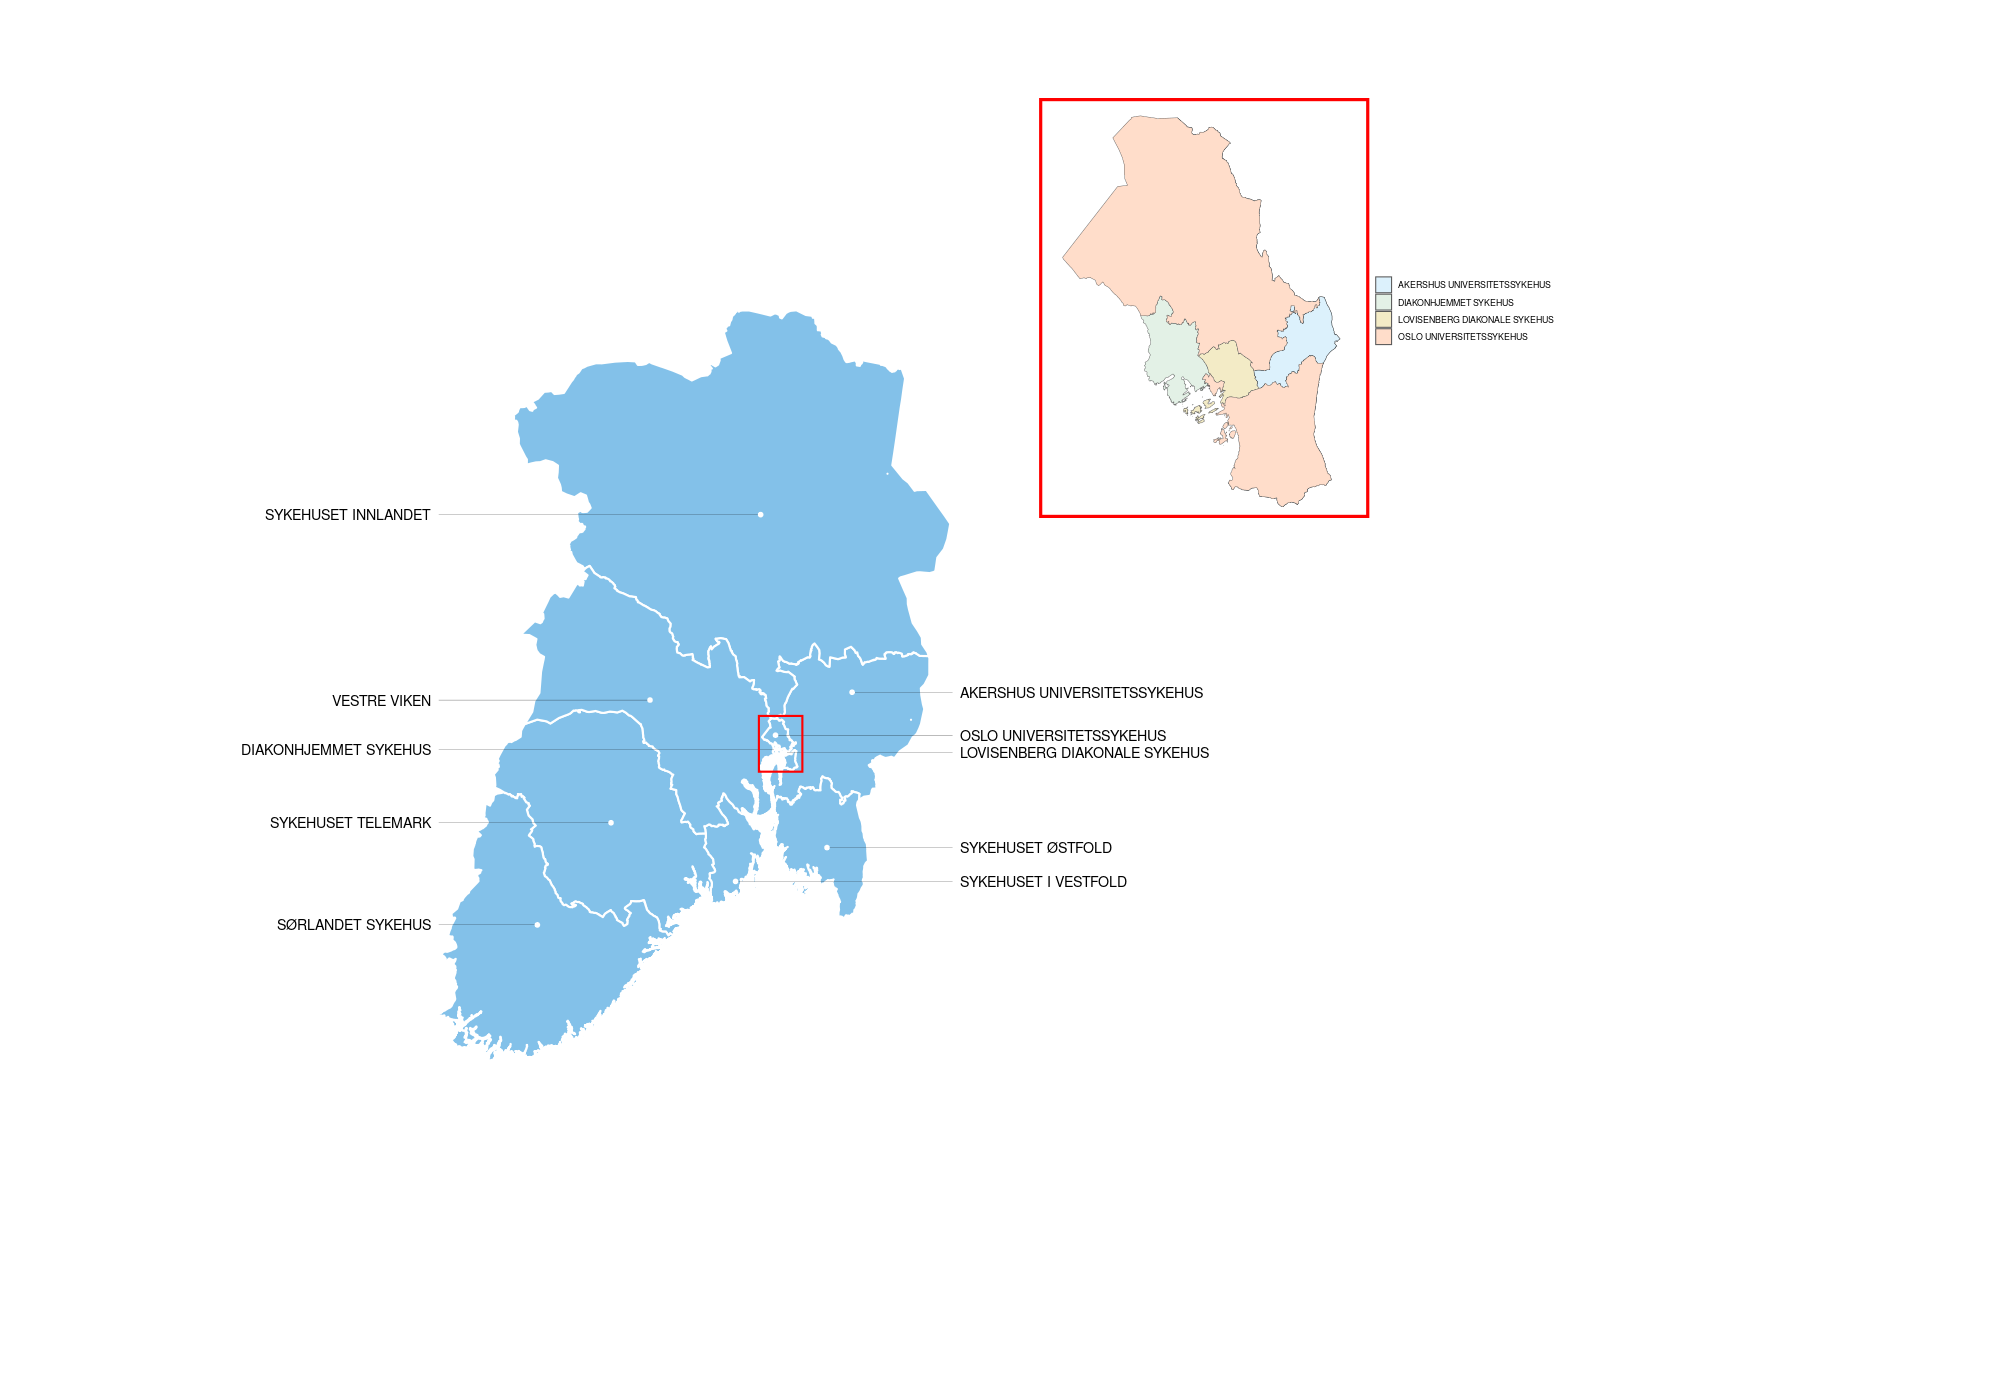 AKERSHUS UNIVERSITETSSYKEHUS
DIAKONHJEMMET SYKEHUS
LOVISENBERG DIAKONALE SYKEHUS
OSLO UNIVERSITETSSYKEHUS
SYKEHUSET INNLANDET
VESTRE VIKEN
DIAKONHJEMMET SYKEHUS
SYKEHUSET TELEMARK
SØRLANDET SYKEHUS
AKERSHUS UNIVERSITETSSYKEHUS
OSLO UNIVERSITETSSYKEHUS
LOVISENBERG DIAKONALE SYKEHUS
SYKEHUSET ØSTFOLD
SYKEHUSET I VESTFOLD